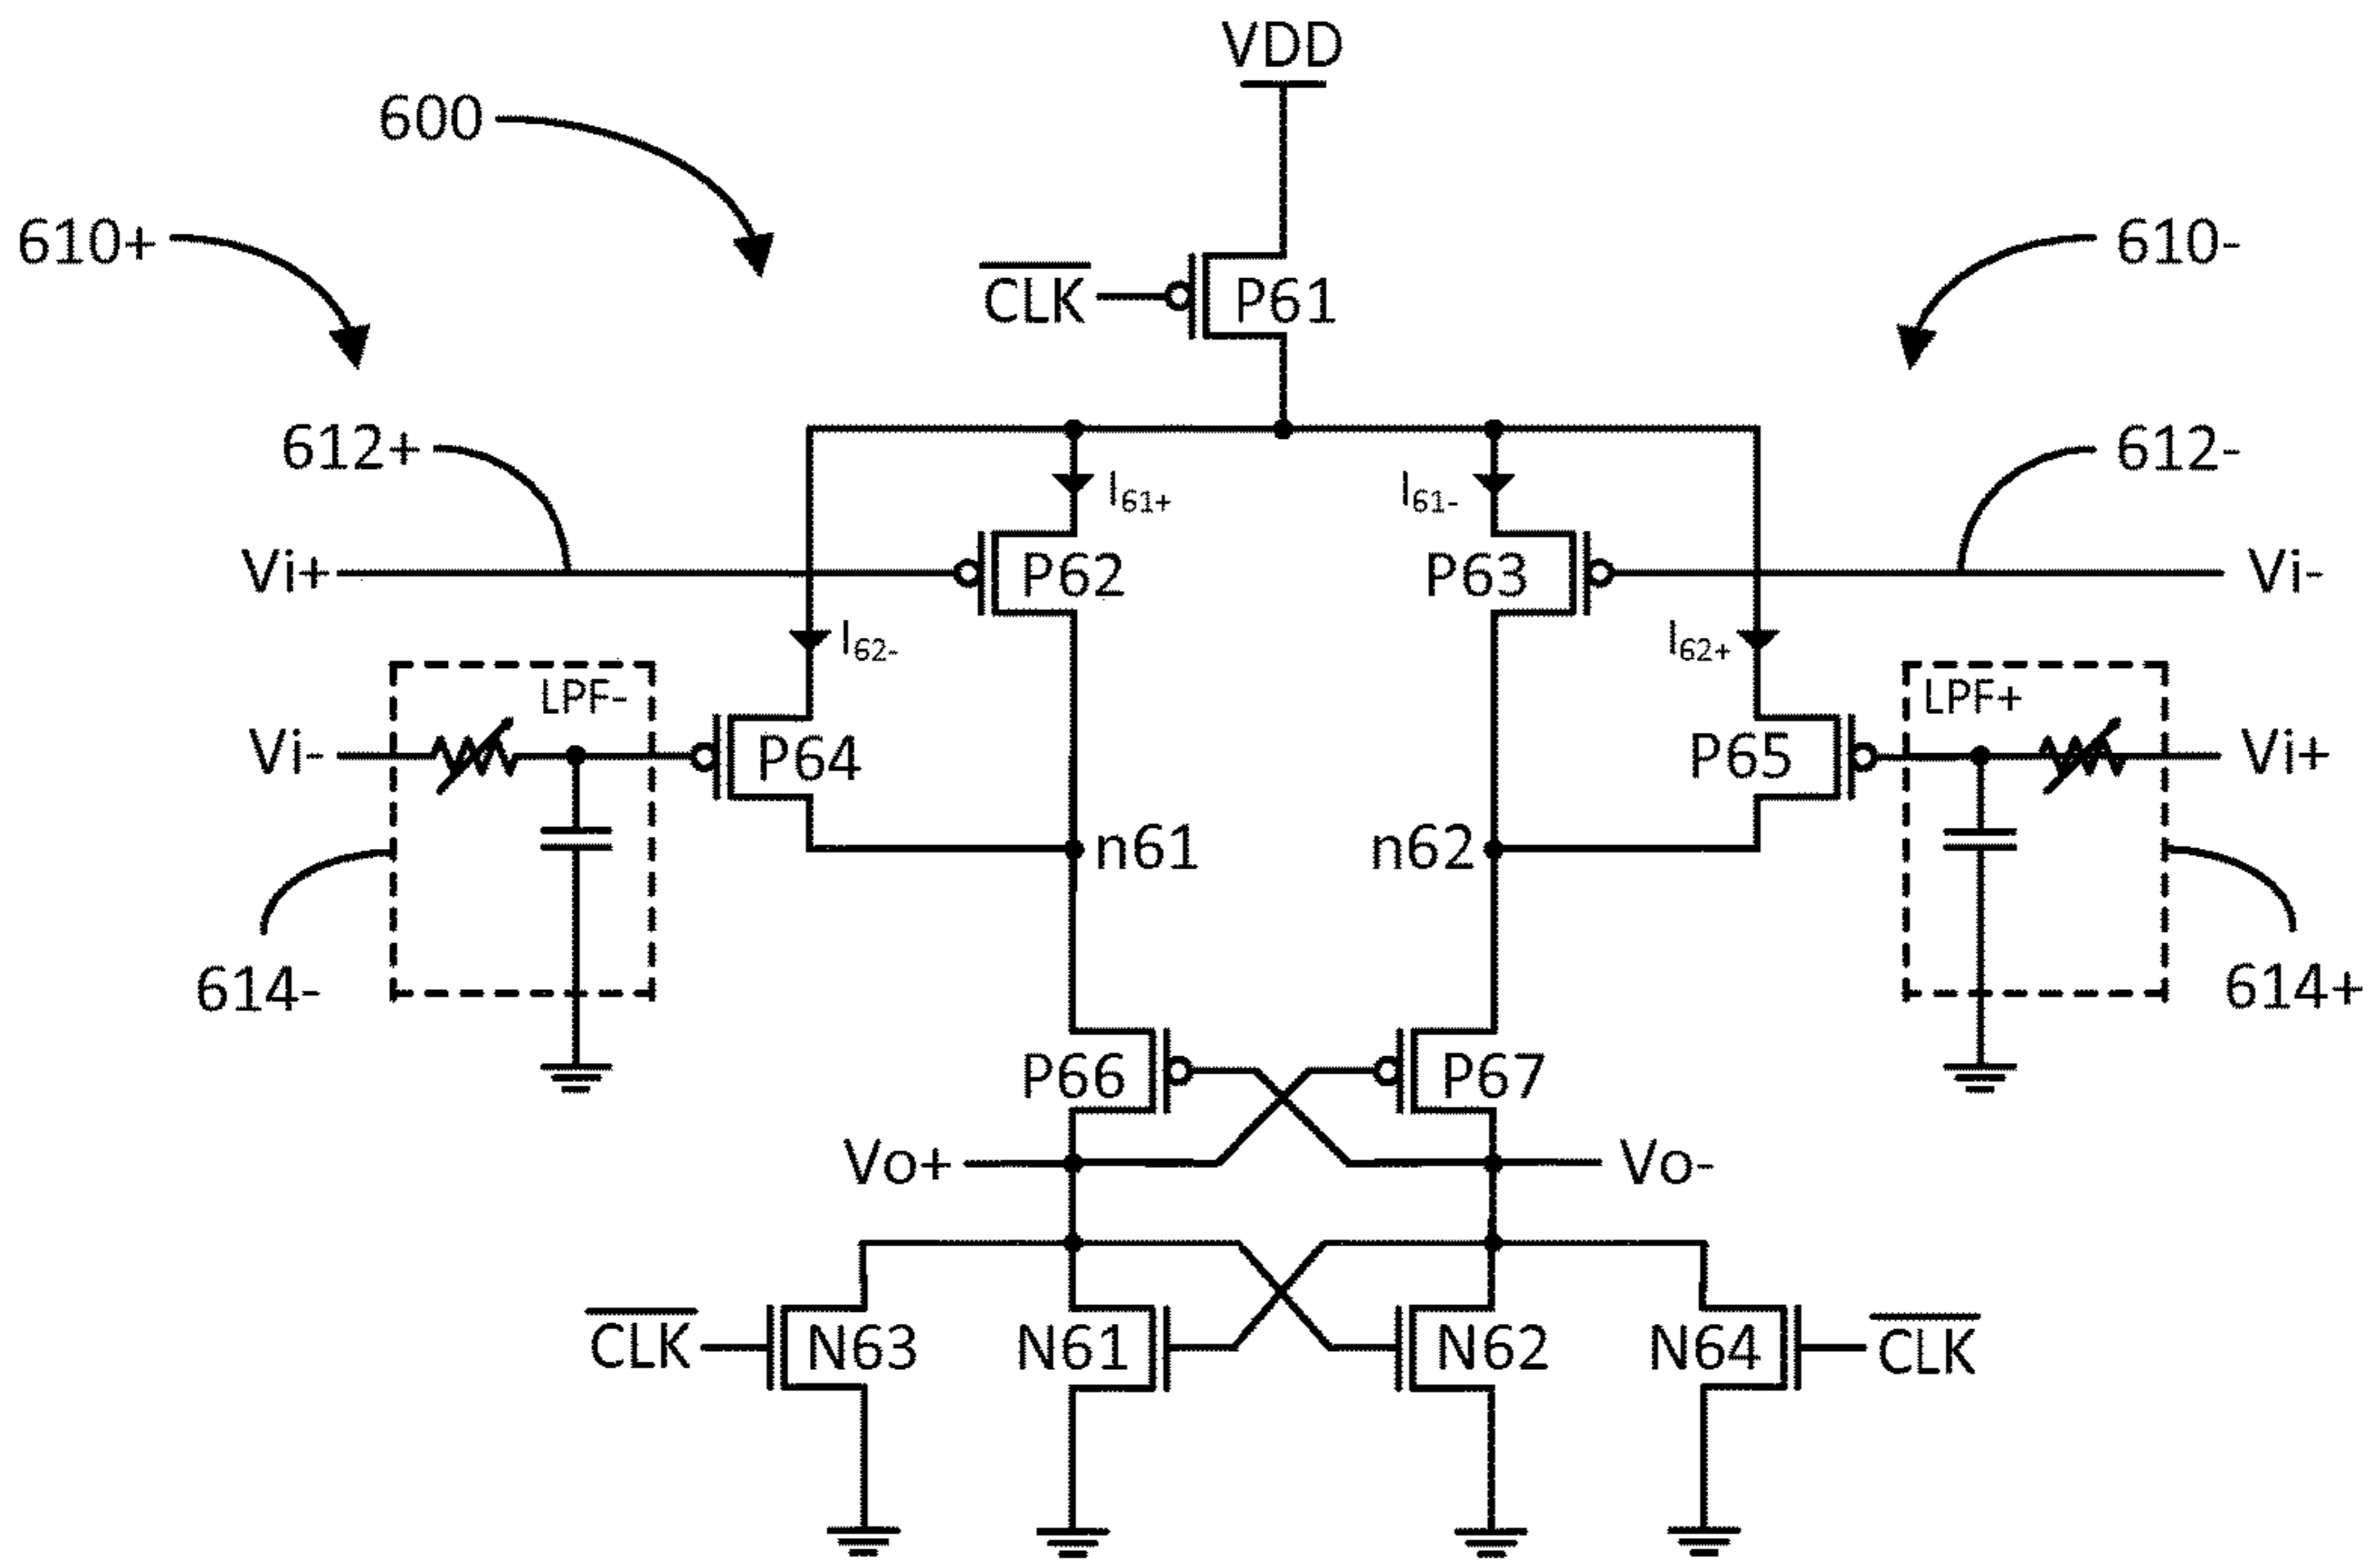 VDD
600
610+
610-
CLK
P61
612+
612-
I61+
I61-
Vi+
P62
P63
Vi-
I62-
I62+
LPF-
LPF+
Vi-
P64
P65
Vi+
n61
n62
614-
614+
P66
P67
Vo+
Vo-
CLK
N63
N61
N62
N64
CLK